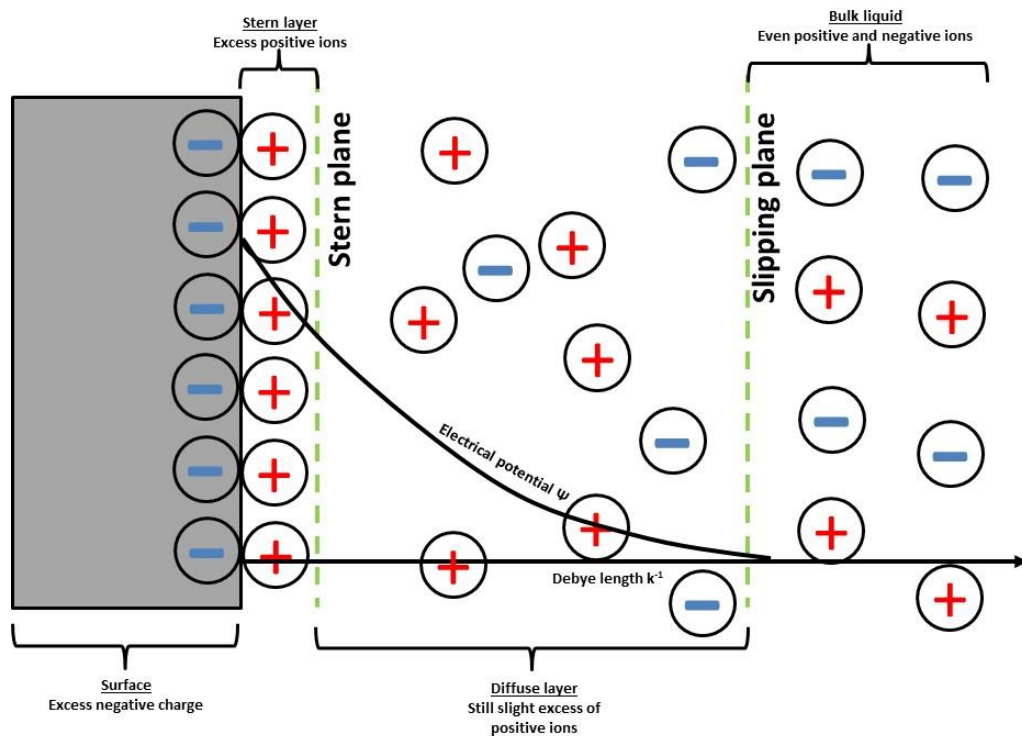 Stern layer
Excess positive ions
Bulk liquid
Even positive and negative ions
Stern plane
Slipping plane
Electrical potential Ψ
Debye length k⁻¹
Surface
Excess negative charge
Diffuse layer
Still slight excess of
positive ions